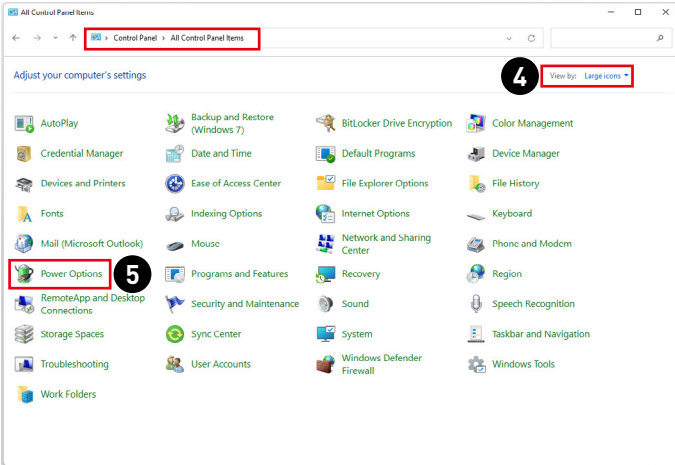 All Control Panel Items
Control Panel > All Control Panel Items
Adjust your computer's settings
4
View by: Large icons
AutoPlay
Backup and Restore
(Windows 7)
BitLocker Drive Encryption
Color Management
Credential Manager
Date and Time
Default Programs
Device Manager
Devices and Printers
Ease of Access Center
File Explorer Options
File History
Fonts
Indexing Options
Internet Options
Keyboard
Mail (Microsoft Outlook)
Mouse
Network and Sharing
Center
Phone and Modem
Power Options
5
Programs and Features
Recovery
Region
RemoteApp and Desktop
Connections
Security and Maintenance
Sound
Speech Recognition
Storage Spaces
Sync Center
System
Taskbar and Navigation
Troubleshooting
User Accounts
Windows Defender
Firewall
Windows Tools
Work Folders